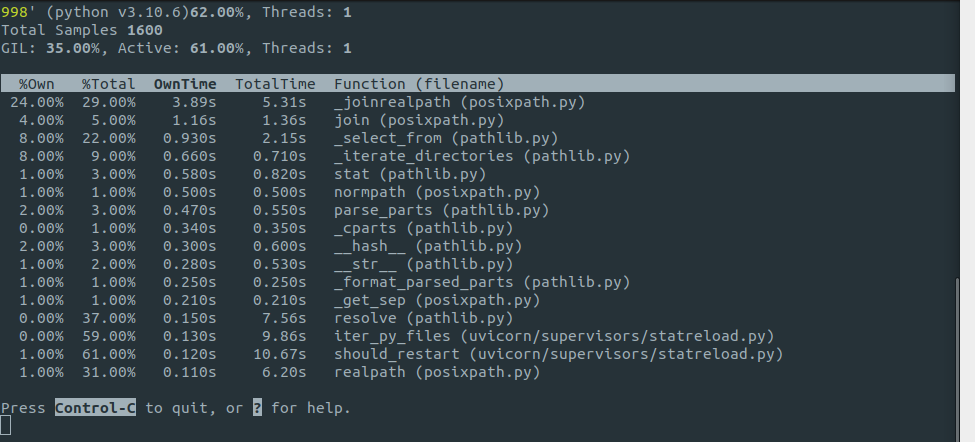 998' (python v3.10.6)62.00%, Threads: 1
Total Samples 1600
GIL: 35.00%, Active: 61.00%, Threads: 1
%Own %Total OwnTime TotalTime Function (filename)
24.00% 29.00% 3.89s 5.31s _joinrealpath (posixpath.py)
4.00% 5.00% 1.16s 1.36s join (posixpath.py)
8.00% 22.00% 0.930s 2.15s _select_from (pathlib.py)
8.00% 9.00% 0.660s 0.710s _iterate_directories (pathlib.py)
1.00% 3.00% 0.580s 0.820s stat (pathlib.py)
1.00% 1.00% 0.500s 0.500s normpath (posixpath.py)
2.00% 3.00% 0.470s 0.550s parse_parts (pathlib.py)
0.00% 1.00% 0.340s 0.350s _cparts (pathlib.py)
2.00% 3.00% 0.300s 0.600s __hash__ (pathlib.py)
1.00% 2.00% 0.280s 0.530s __str__ (pathlib.py)
1.00% 1.00% 0.250s 0.250s _format_parsed_parts (pathlib.py)
1.00% 1.00% 0.210s 0.210s _get_sep (posixpath.py)
0.00% 37.00% 0.150s 7.56s resolve (pathlib.py)
0.00% 59.00% 0.130s 9.86s iter_py_files (uvicorn/supervisors/statreload.py)
1.00% 61.00% 0.120s 10.67s should_restart (uvicorn/supervisors/statreload.py)
1.00% 31.00% 0.110s 6.20s realpath (posixpath.py)
Press Control-C to quit, or ? for help.